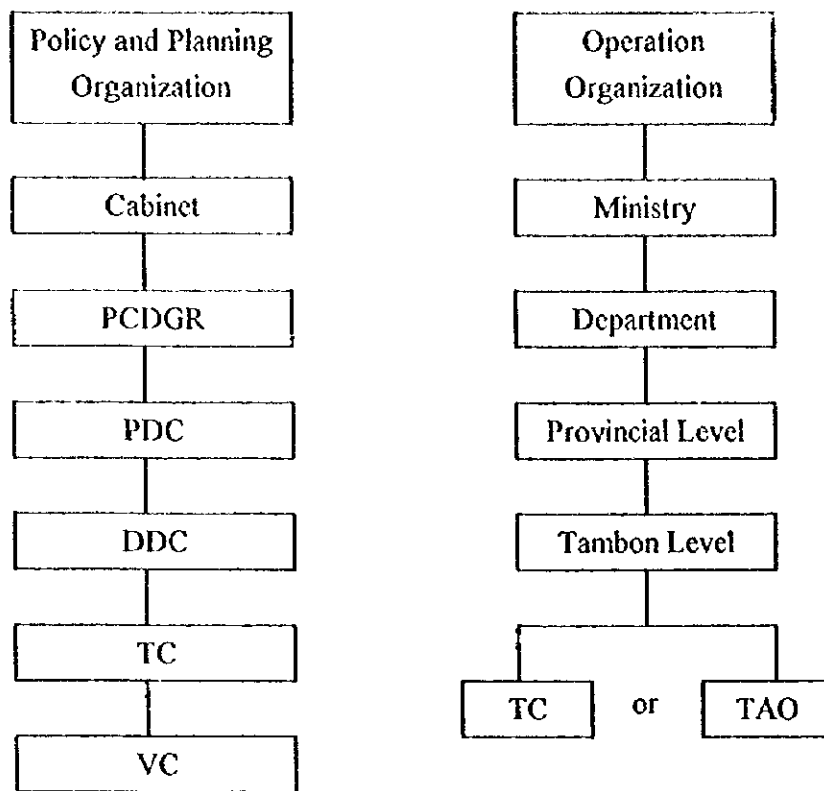 Policy and Planning
Organization
Cabinet
PCDGR
PDC
DDC
TC
VC
Operation
Organization
Ministry
Department
Provincial Level
Tambon Level
TC or TAO